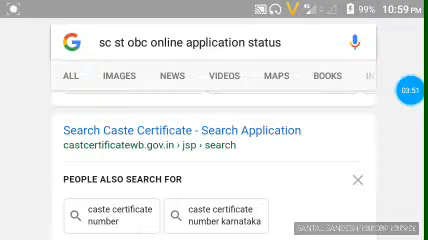 99% 10:59 PM
sc st obc online application status
ALL IMAGES NEWS VIDEOS MAPS BOOKS
03:51
Search Caste Certificate - Search Application
castcertificatewb.gov.in › jsp › search
PEOPLE ALSO SEARCH FOR
caste certificate
number
caste certificate
number karnataka
SANTAL SANDESH